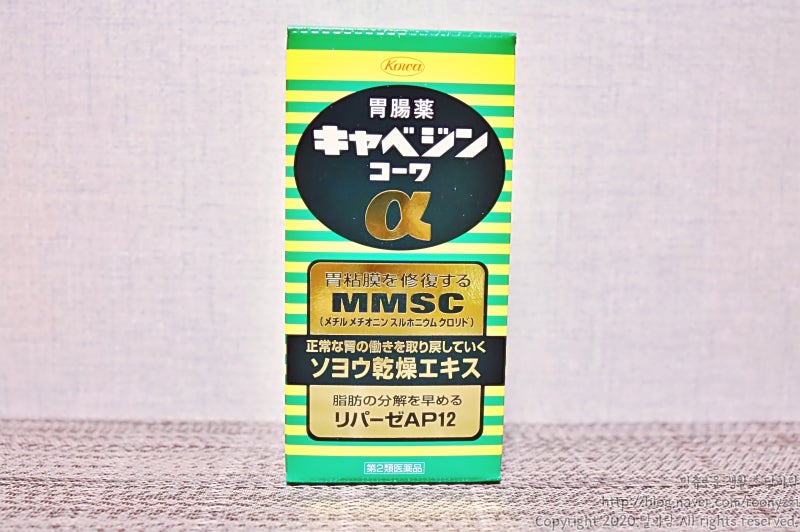 Kowa
胃腸薬
キャベジン
コーワ
α
胃粘膜を修復する
MMSC
(メチルメチオニンスルホニウムクロリド)
正常な胃の働きを取り戻していく
ソヨウ乾燥エキス
脂肪の分解を早める
リパーゼAP12
第2類医薬品
http://blog.naver.com/roonyzzi
Copyright 2020 All rights reserved